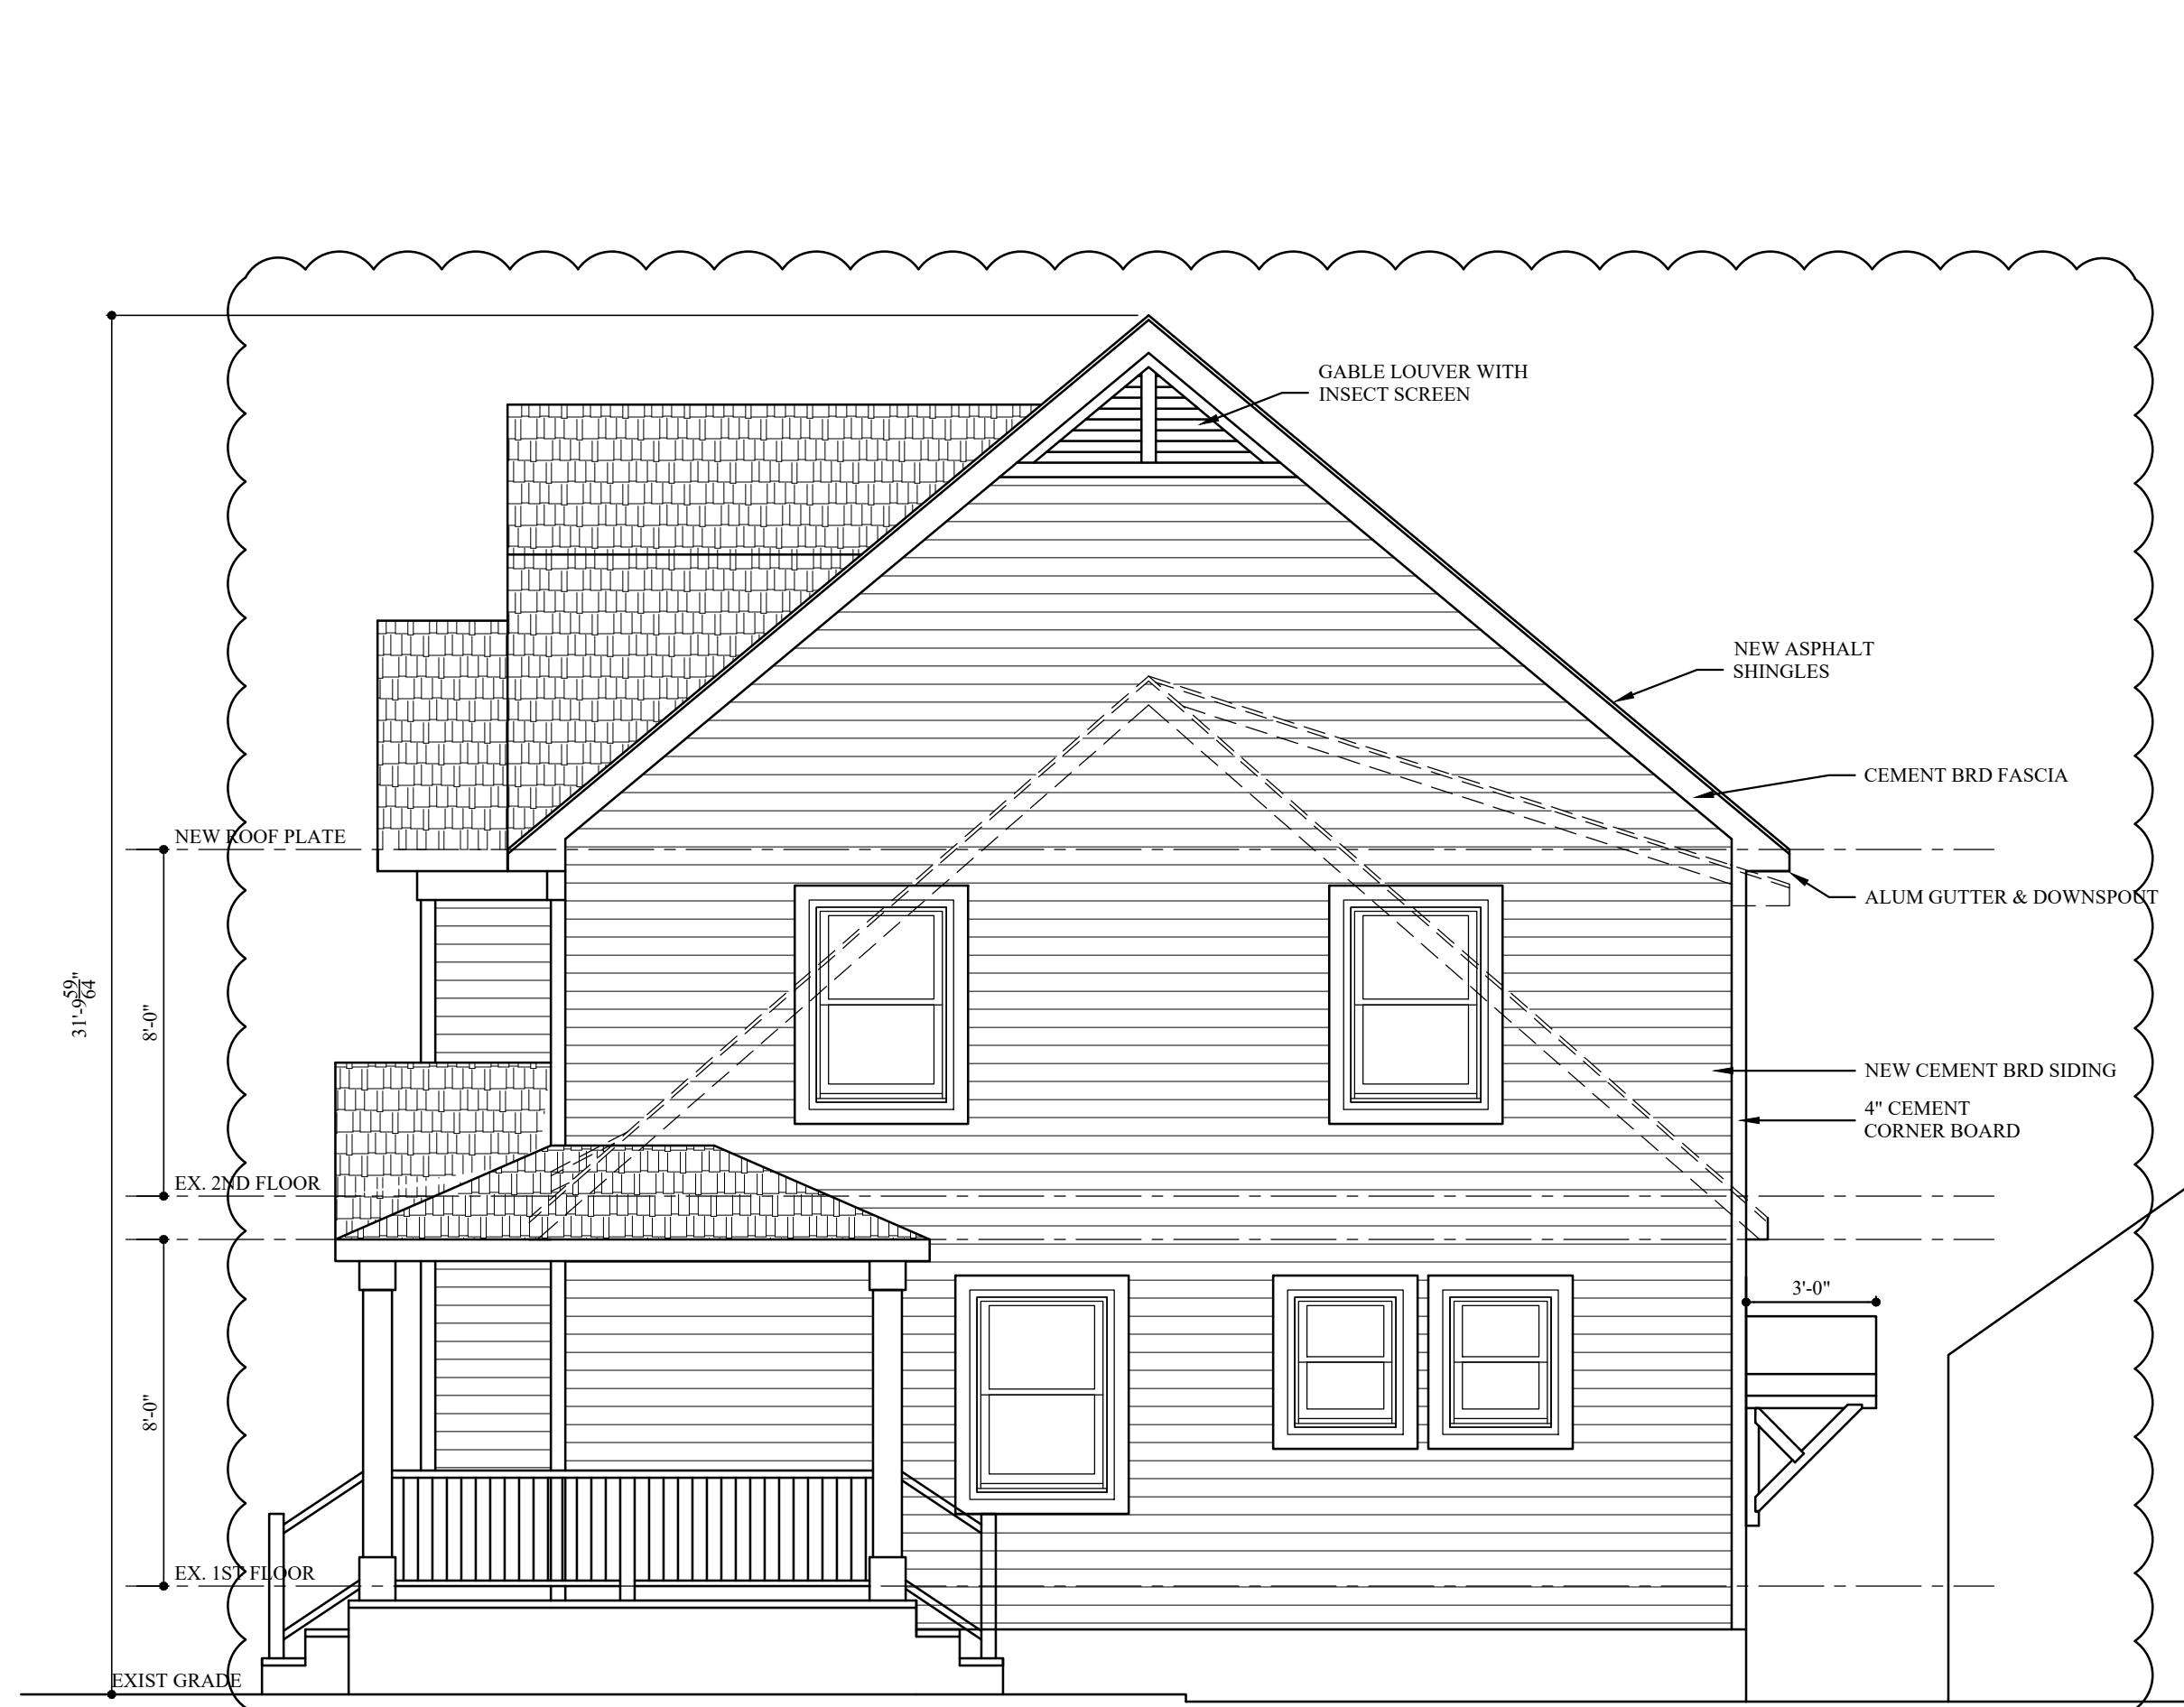 GABLE LOUVER WITH
INSECT SCREEN
NEW ASPHALT
SHINGLES
CEMENT BRD FASCIA
NEW ROOF PLATE
ALUM GUTTER & DOWNSPOUT
31'-9 59/64"
8'-0"
NEW CEMENT BRD SIDING
4" CEMENT
CORNER BOARD
EX. 2ND FLOOR
3'-0"
8'-0"
EX. 1ST FLOOR
EXIST GRADE